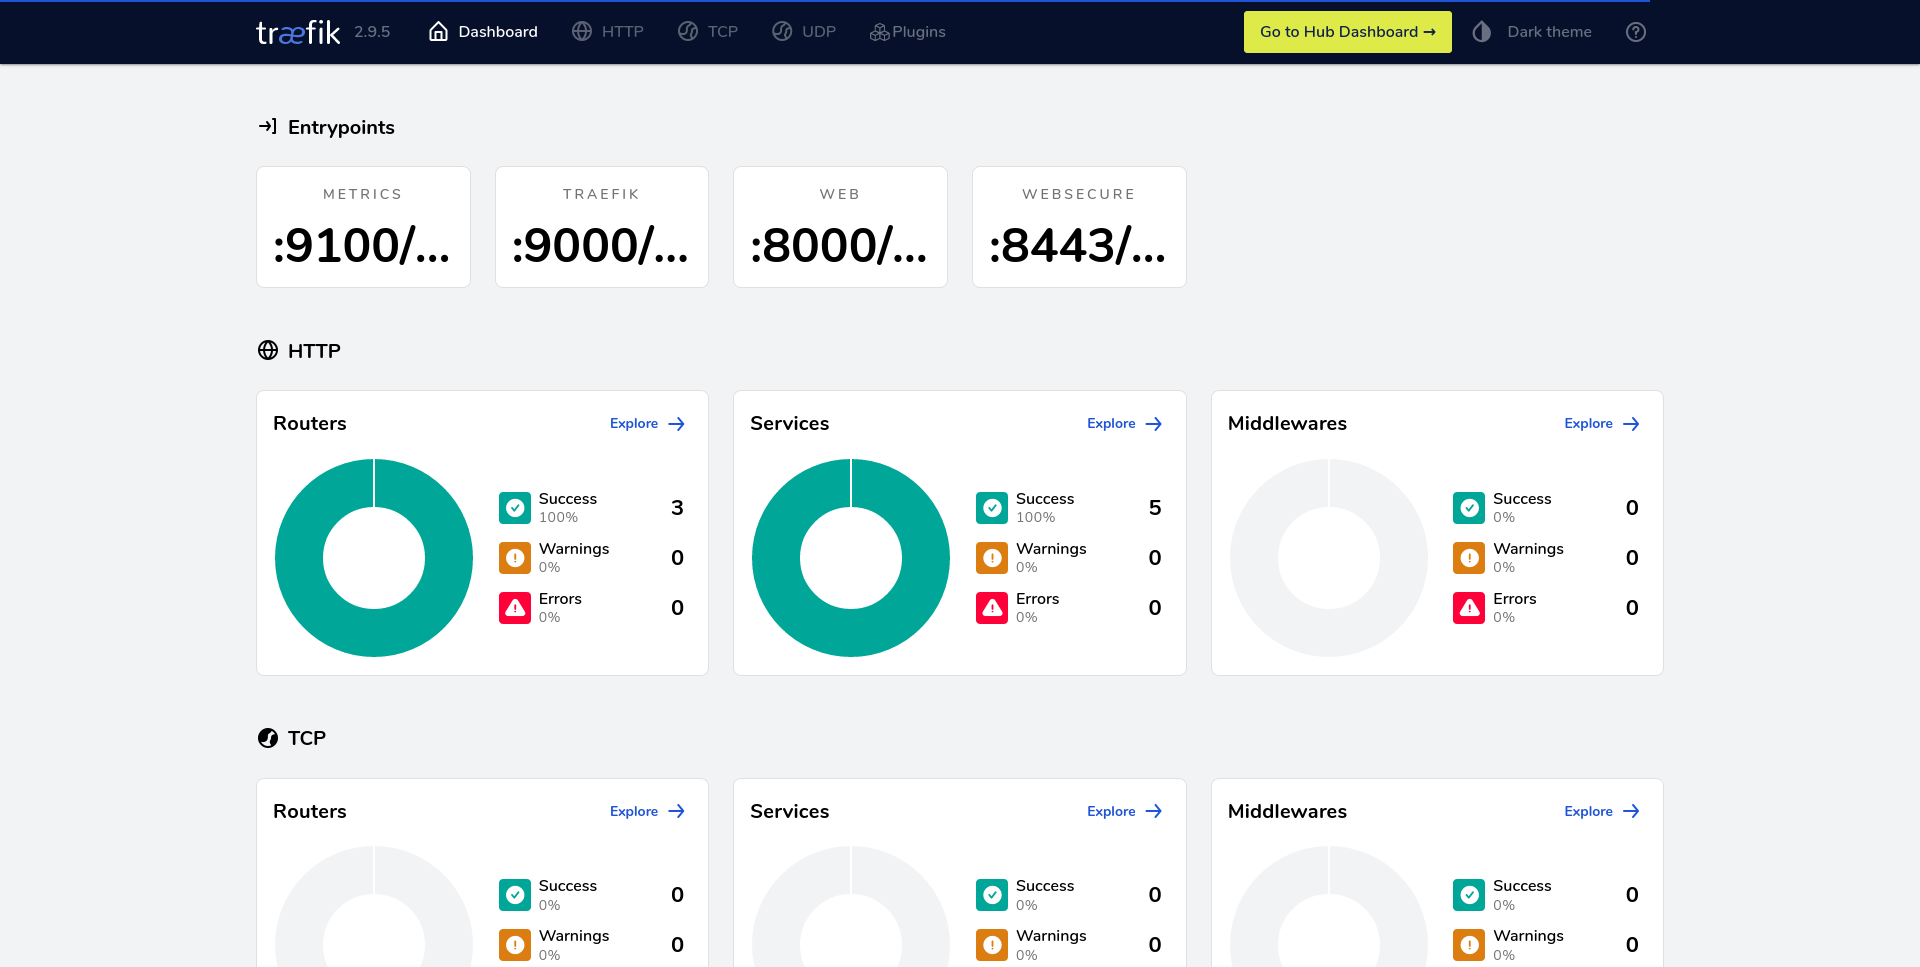 træfik 2.9.5 Dashboard HTTP TCP UDP Plugins Go to Hub Dashboard → Dark theme
Entrypoints
METRICS TRAEFIK WEB WEBSECURE
:9100/... :9000/... :8000/... :8443/...
HTTP
Routers Explore Services Explore Middlewares Explore
Success 3 Success 5 Success 0
100% 100% 0%
Warnings 0 Warnings 0 Warnings 0
0% 0% 0%
Errors 0 Errors 0 Errors 0
0% 0% 0%
TCP
Routers Explore Services Explore Middlewares Explore
Success 0 Success 0 Success 0
0% 0% 0%
Warnings 0 Warnings 0 Warnings 0
0% 0% 0%